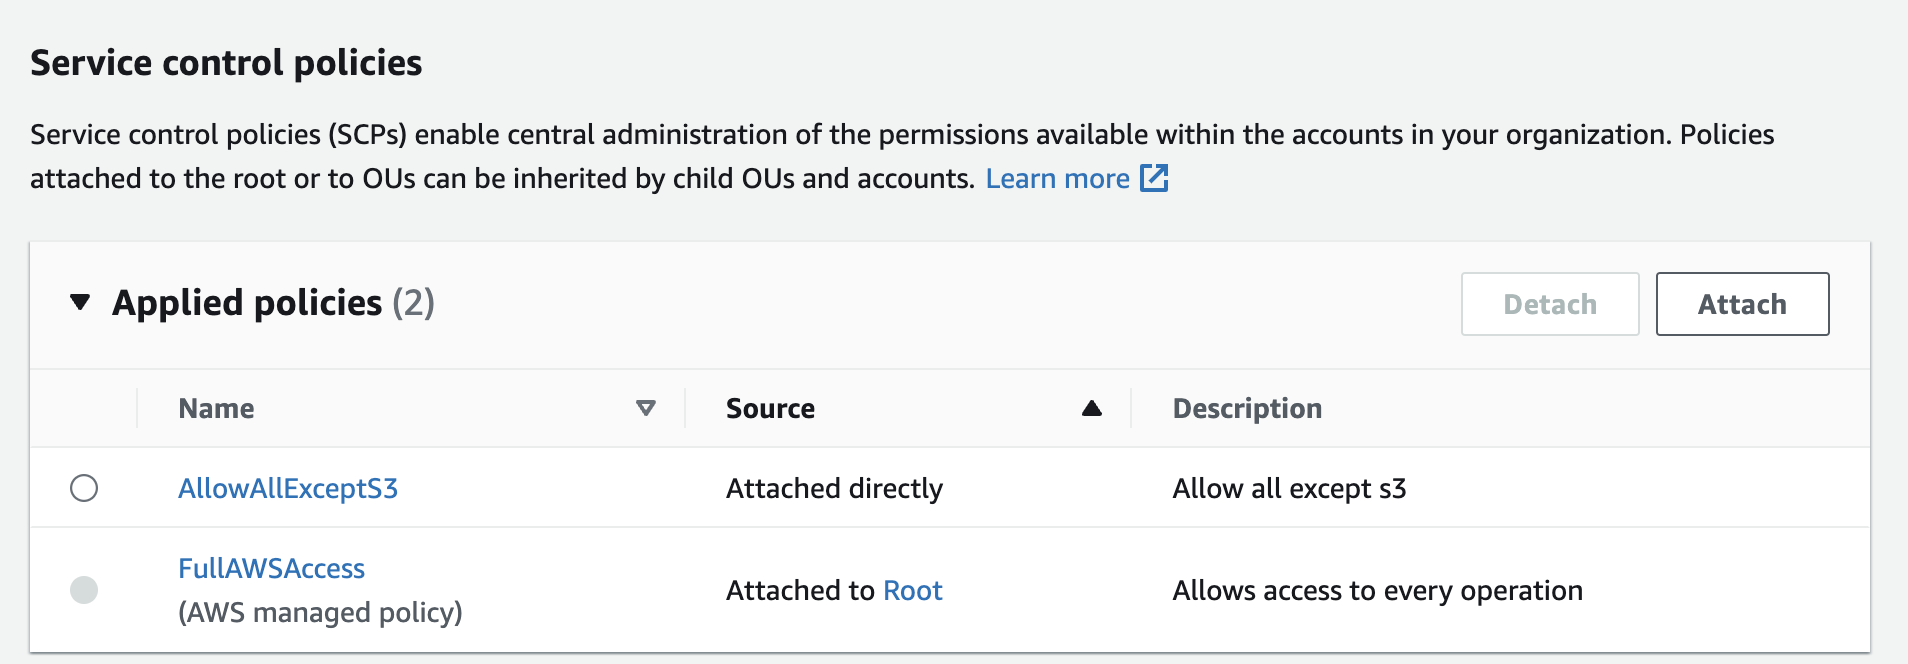 Service control policies
Service control policies (SCPs) enable central administration of the permissions available within the accounts in your organization. Policies
attached to the root or to OUs can be inherited by child OUs and accounts. Learn more
Applied policies (2)
Detach
Attach
Name
Source
Description
AllowAllExceptS3
Attached directly
Allow all except s3
FullAWSAccess
(AWS managed policy)
Attached to Root
Allows access to every operation